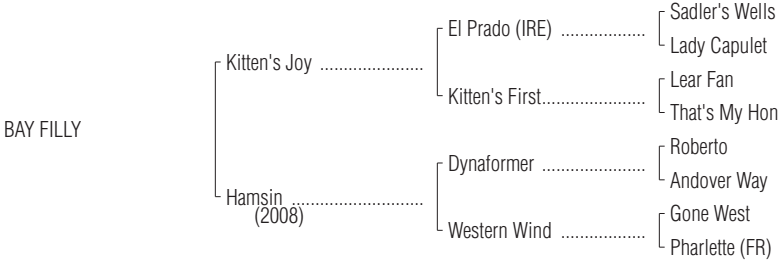 Sadler's Wells
El Prado (IRE) ....................
Lady Capulet
Kitten's Joy ........................
Lear Fan
Kitten's First........................
That's My Hon
BAY FILLY
Roberto
Dynaformer ........................
Andover Way
Hamsin ...............................
(2008)
Gone West
Western Wind ....................
Pharlette (FR)